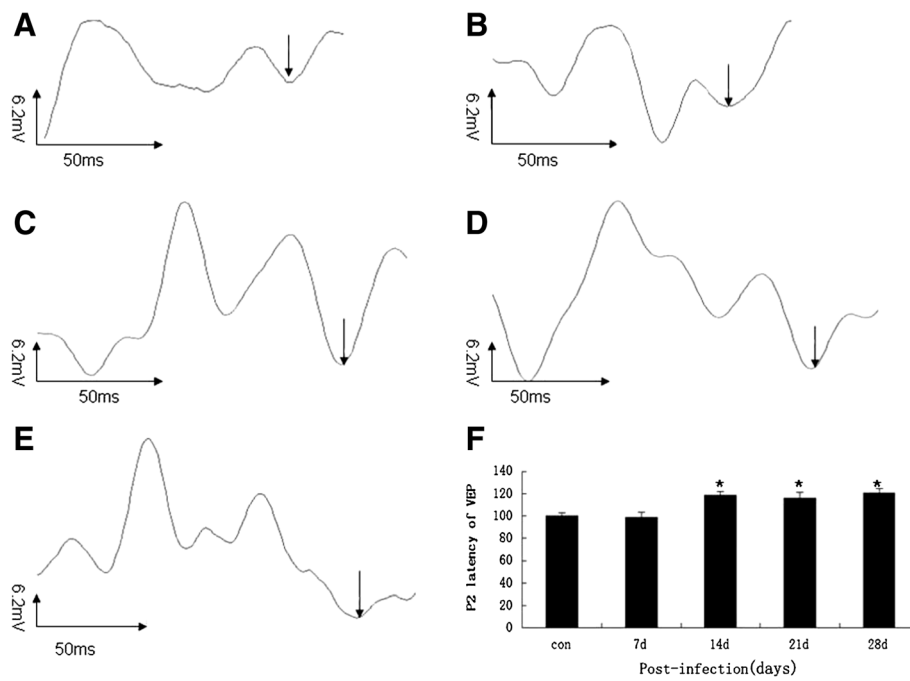 A
6.2mV
50ms
B
6.2mV
50ms
C
6.2mV
50ms
D
6.2mV
50ms
E
6.2mV
50ms
F
P2 latency of VEP
140
120
100
80
60
40
20
0
* * *
con 7d 14d 21d 28d
Post-infection(days)